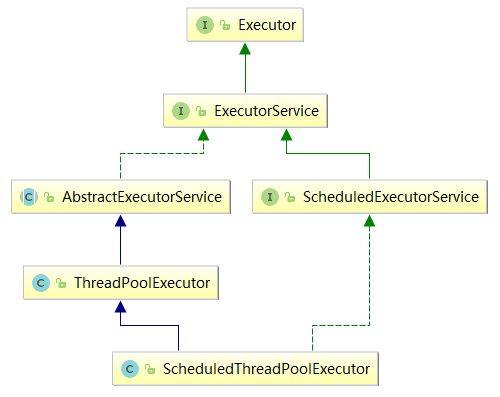 I Executor
I ExecutorService
C AbstractExecutorService
I ScheduledExecutorService
C ThreadPoolExecutor
C ScheduledThreadPoolExecutor